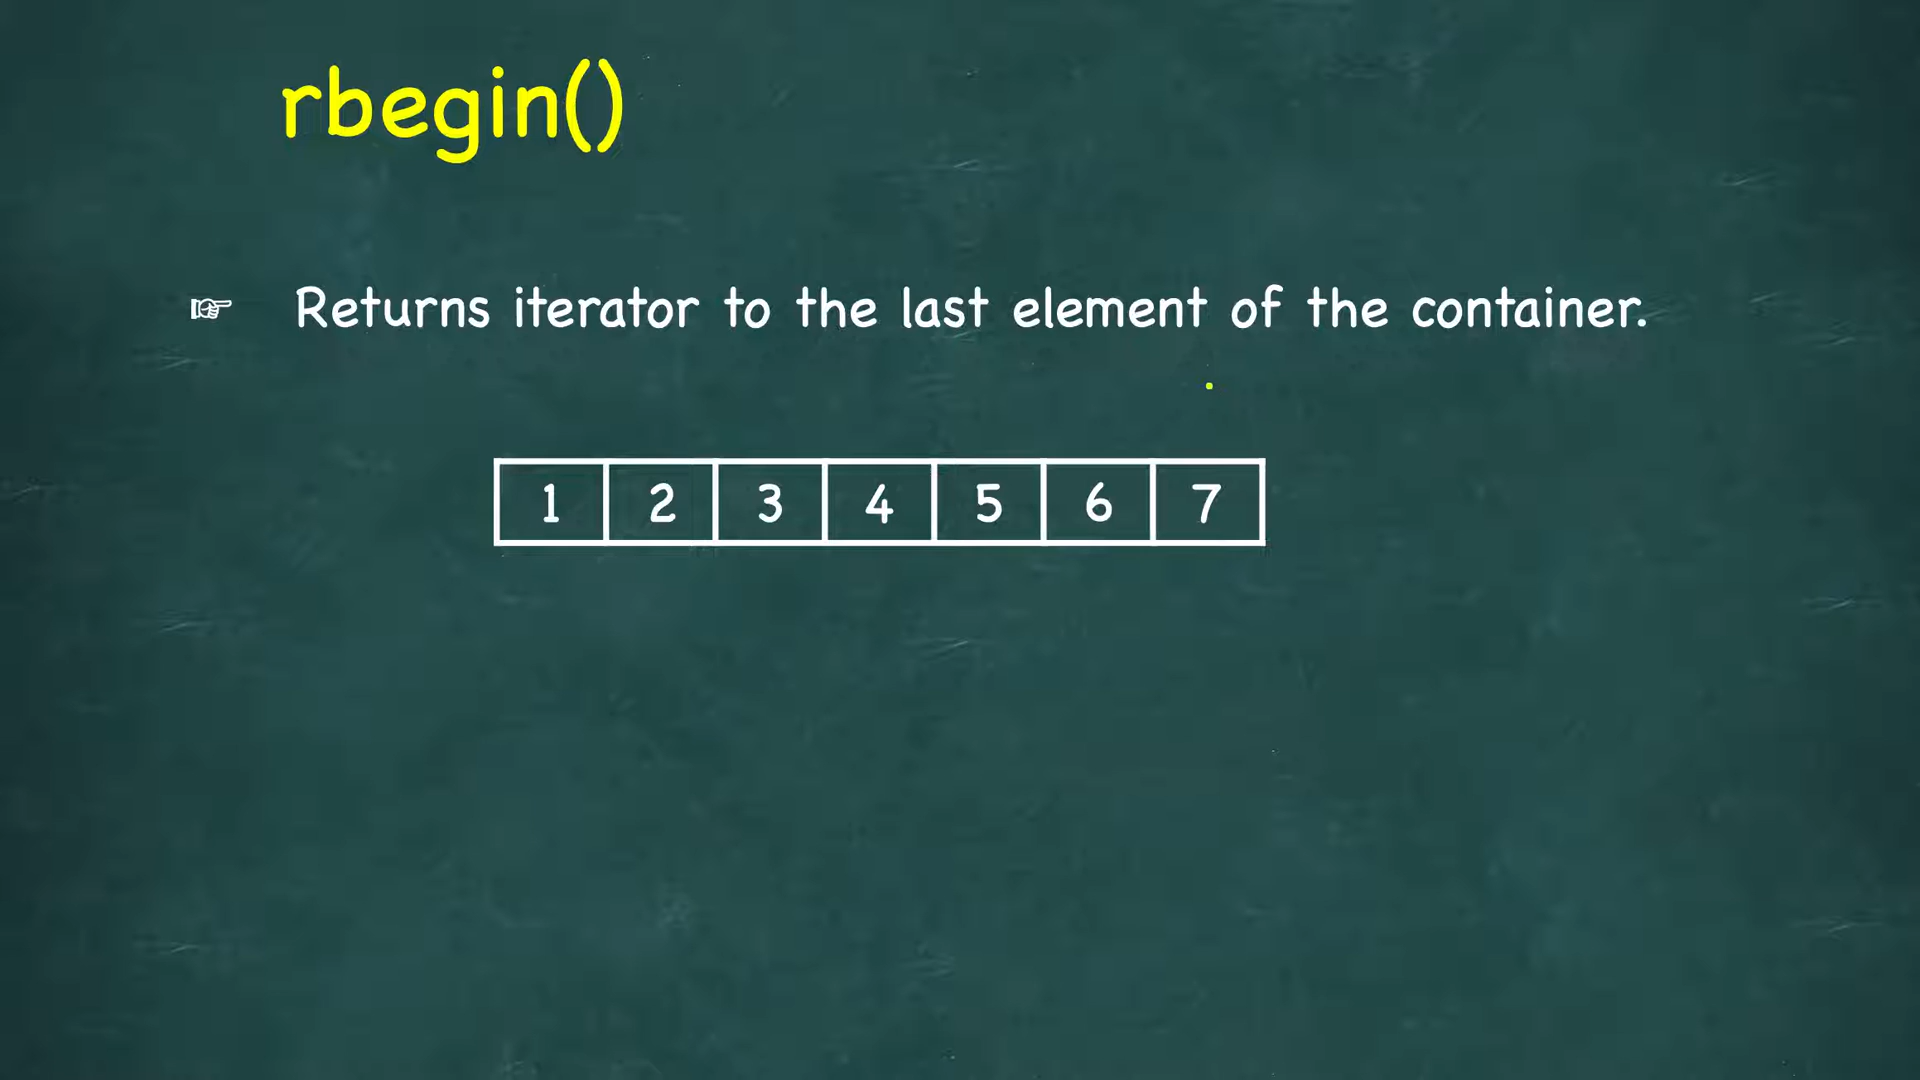 rbegin()
☞ Returns iterator to the last element of the container.
1 2 3 4 5 6 7